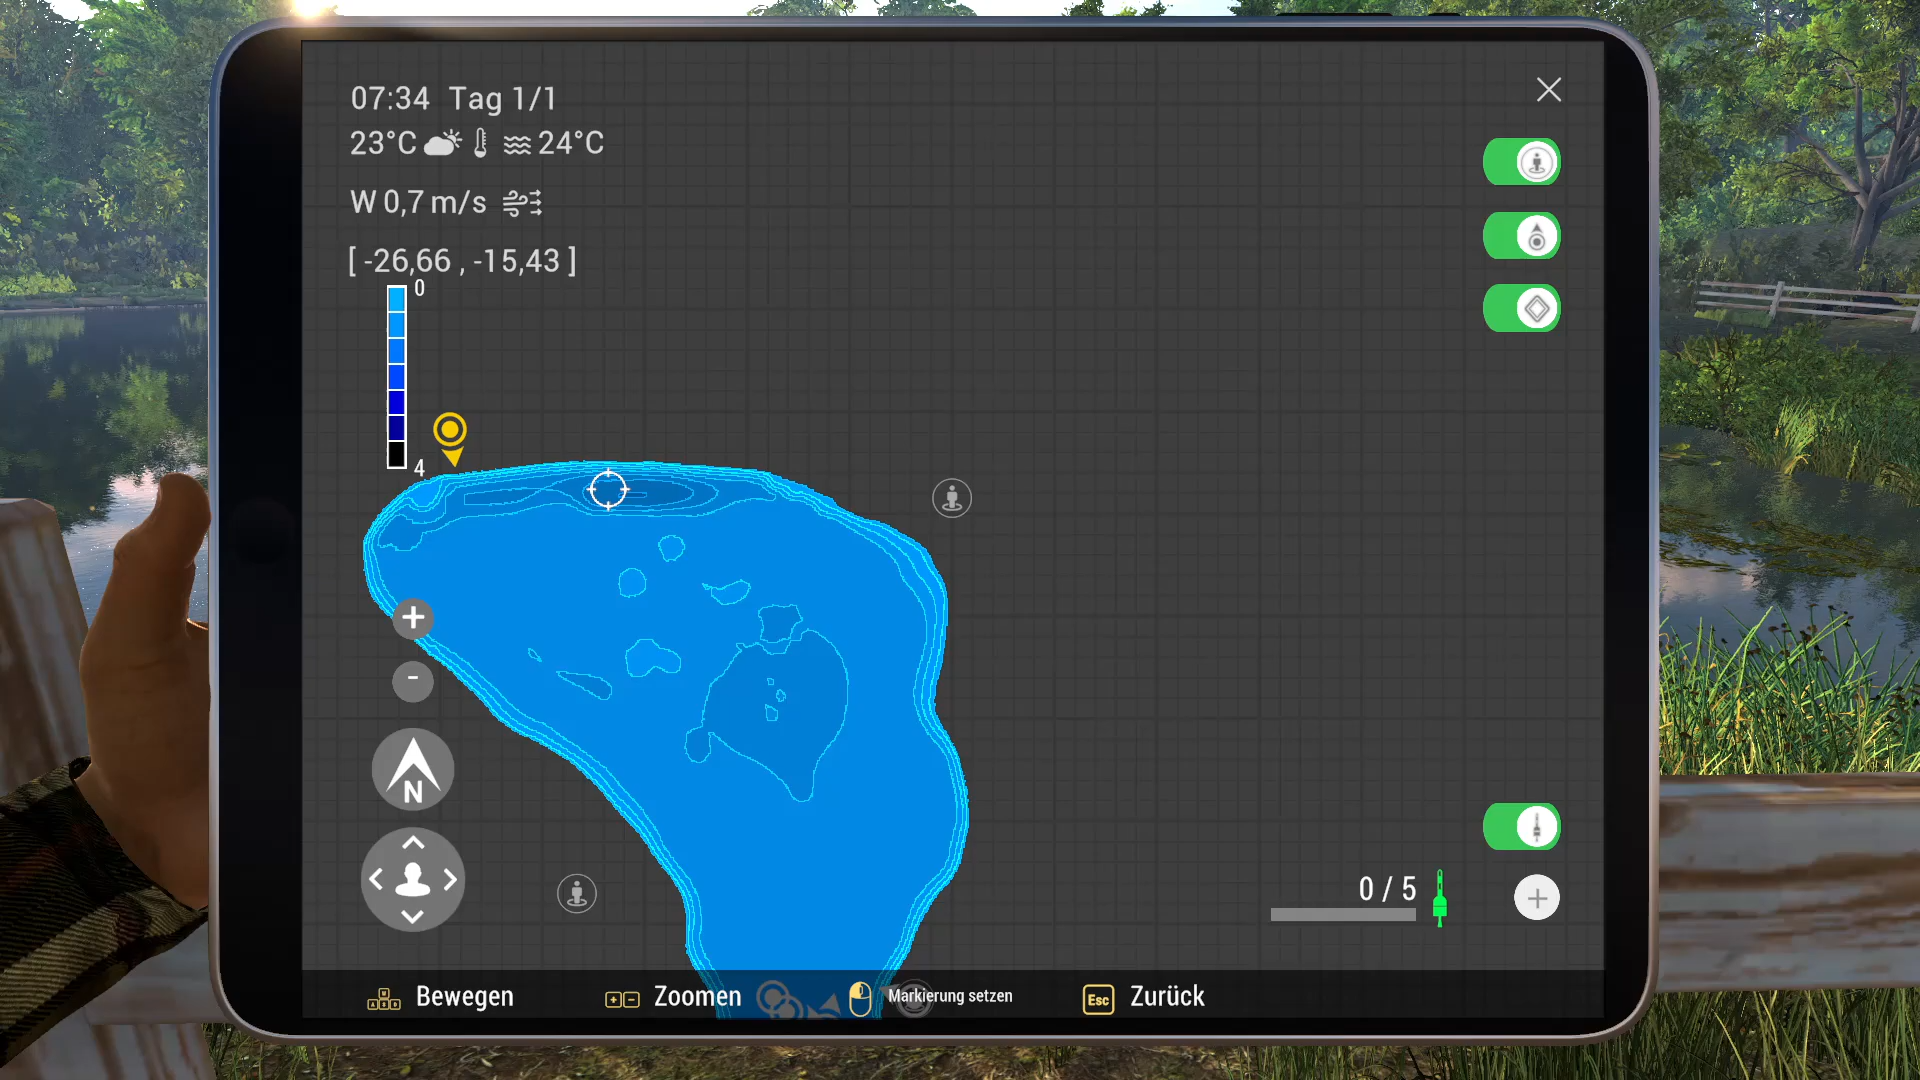 07:34 Tag 1/1
23°C 24°C
W 0,7 m/s
[ -26,66 , -15,43 ]
0
4
+
-
N
0 / 5
+
W
A S D
Bewegen
+ -
Zoomen
Markierung setzen
Esc
Zurück